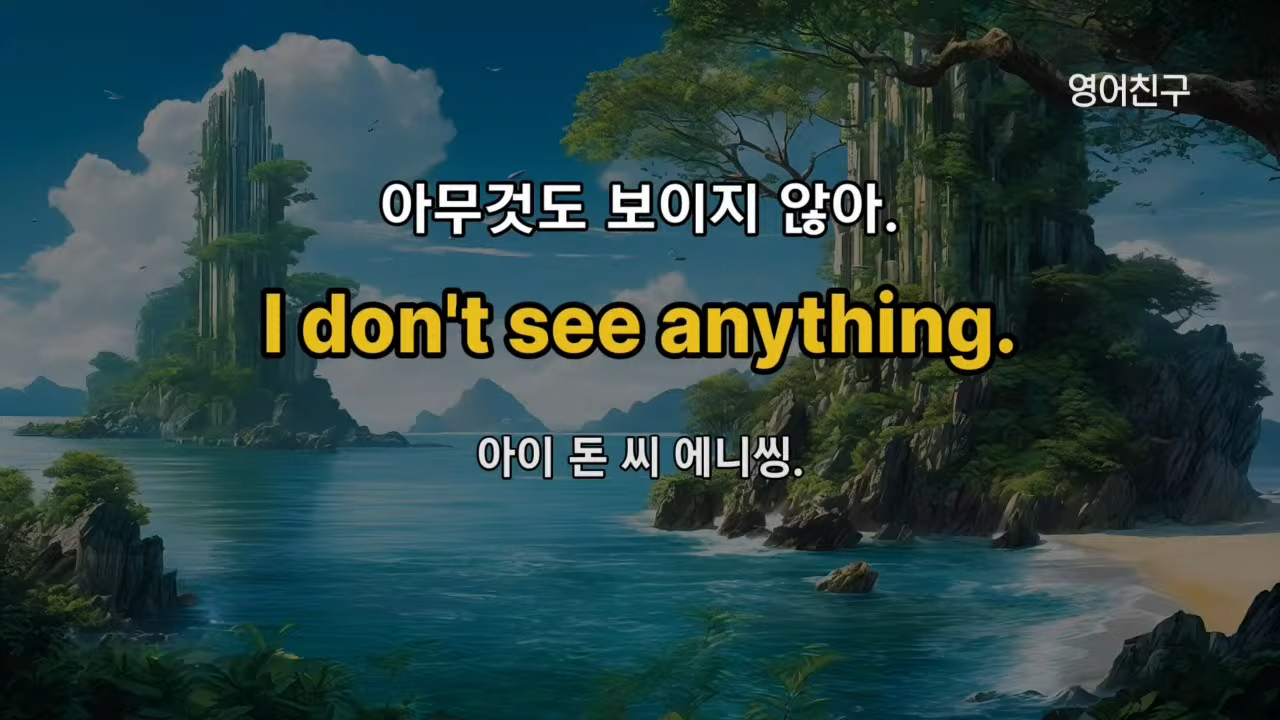 영어친구
아무것도 보이지 않아.
I don't see anything.
아이 돈 씨 에니씽.